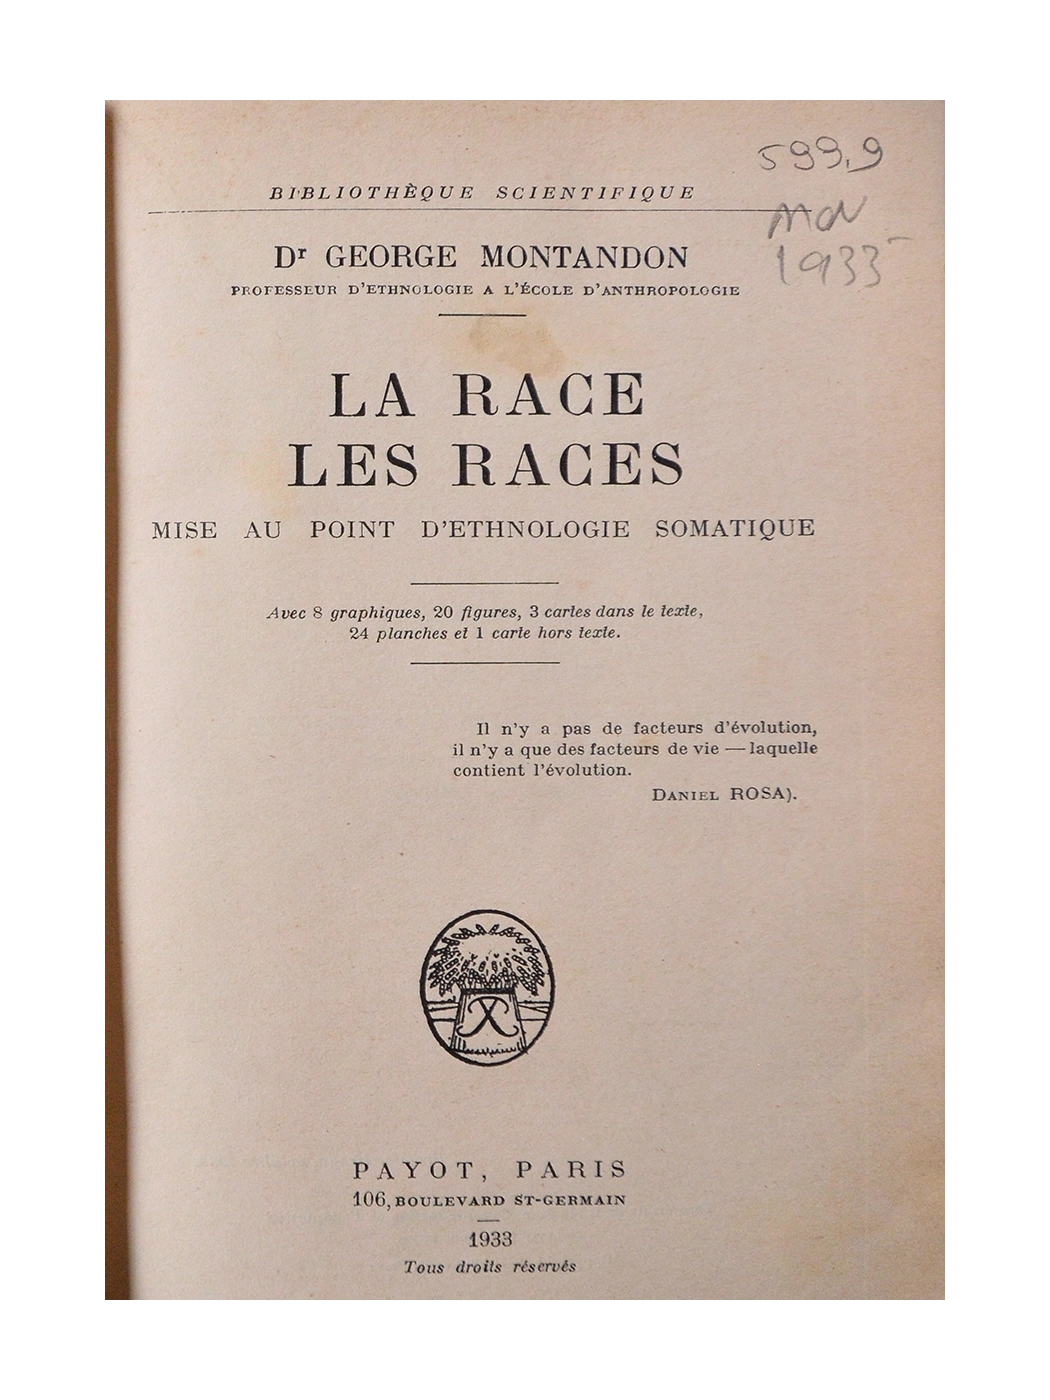 599.9
Mon
1933
BIBLIOTHÈQUE SCIENTIFIQUE
Dr GEORGE MONTANDON
PROFESSEUR D'ETHNOLOGIE A L'ÉCOLE D'ANTHROPOLOGIE
LA RACE
LES RACES
MISE AU POINT D'ETHNOLOGIE SOMATIQUE
Avec 8 graphiques, 20 figures, 3 cartes dans le texte,
24 planches et 1 carte hors texte.
Il n'y a pas de facteurs d'évolution,
il n'y a que des facteurs de vie — laquelle
contient l'évolution.
DANIEL ROSA).
PAYOT, PARIS
106, BOULEVARD ST-GERMAIN
1933
Tous droits réservés